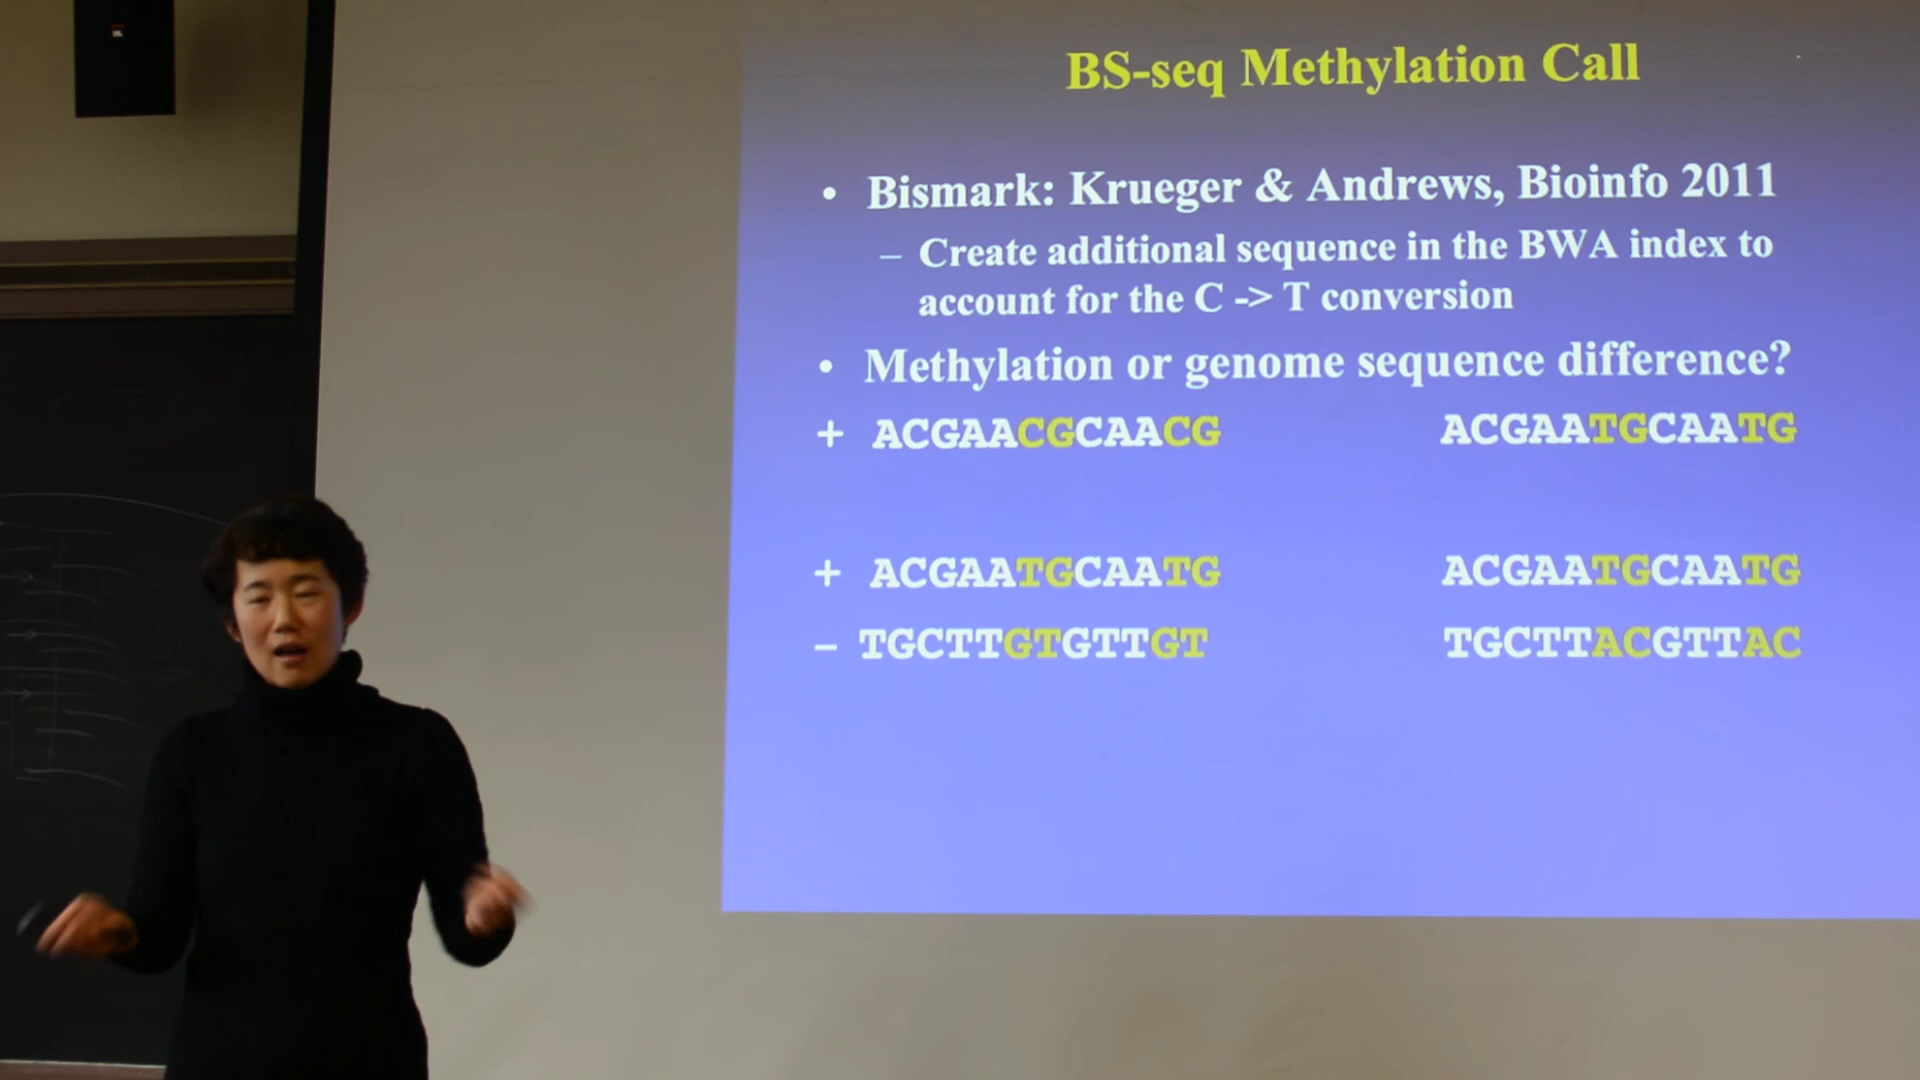 BS-seq Methylation Call
• Bismark: Krueger & Andrews, Bioinfo 2011
– Create additional sequence in the BWA index to
account for the C -> T conversion
• Methylation or genome sequence difference?
+ ACGAACGCAACG ACGAATGCAATG
+ ACGAATGCAATG ACGAATGCAATG
– TGCTTGTGTTGT TGCTTACGTTAC